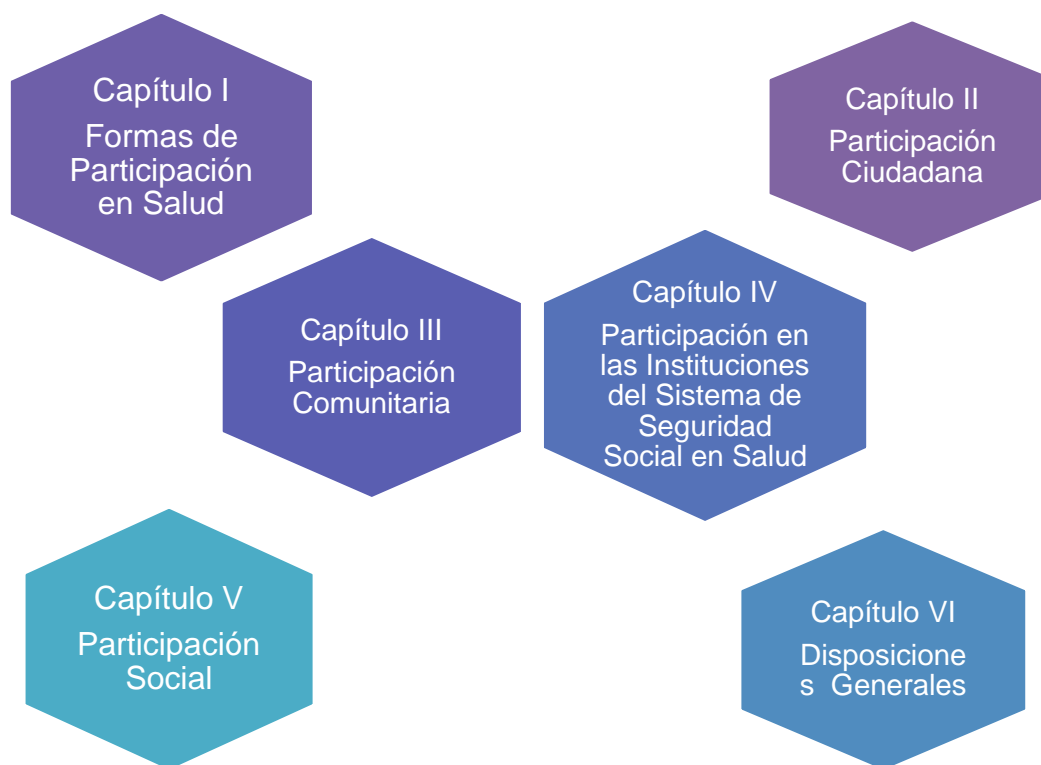 Capítulo I
Formas de
Participación
en Salud
Capítulo II
Participación
Ciudadana
Capítulo III
Participación
Comunitaria
Capítulo IV
Participación en
las Instituciones
del Sistema de
Seguridad
Social en Salud
Capítulo V
Participación
Social
Capítulo VI
Disposicione
s Generales